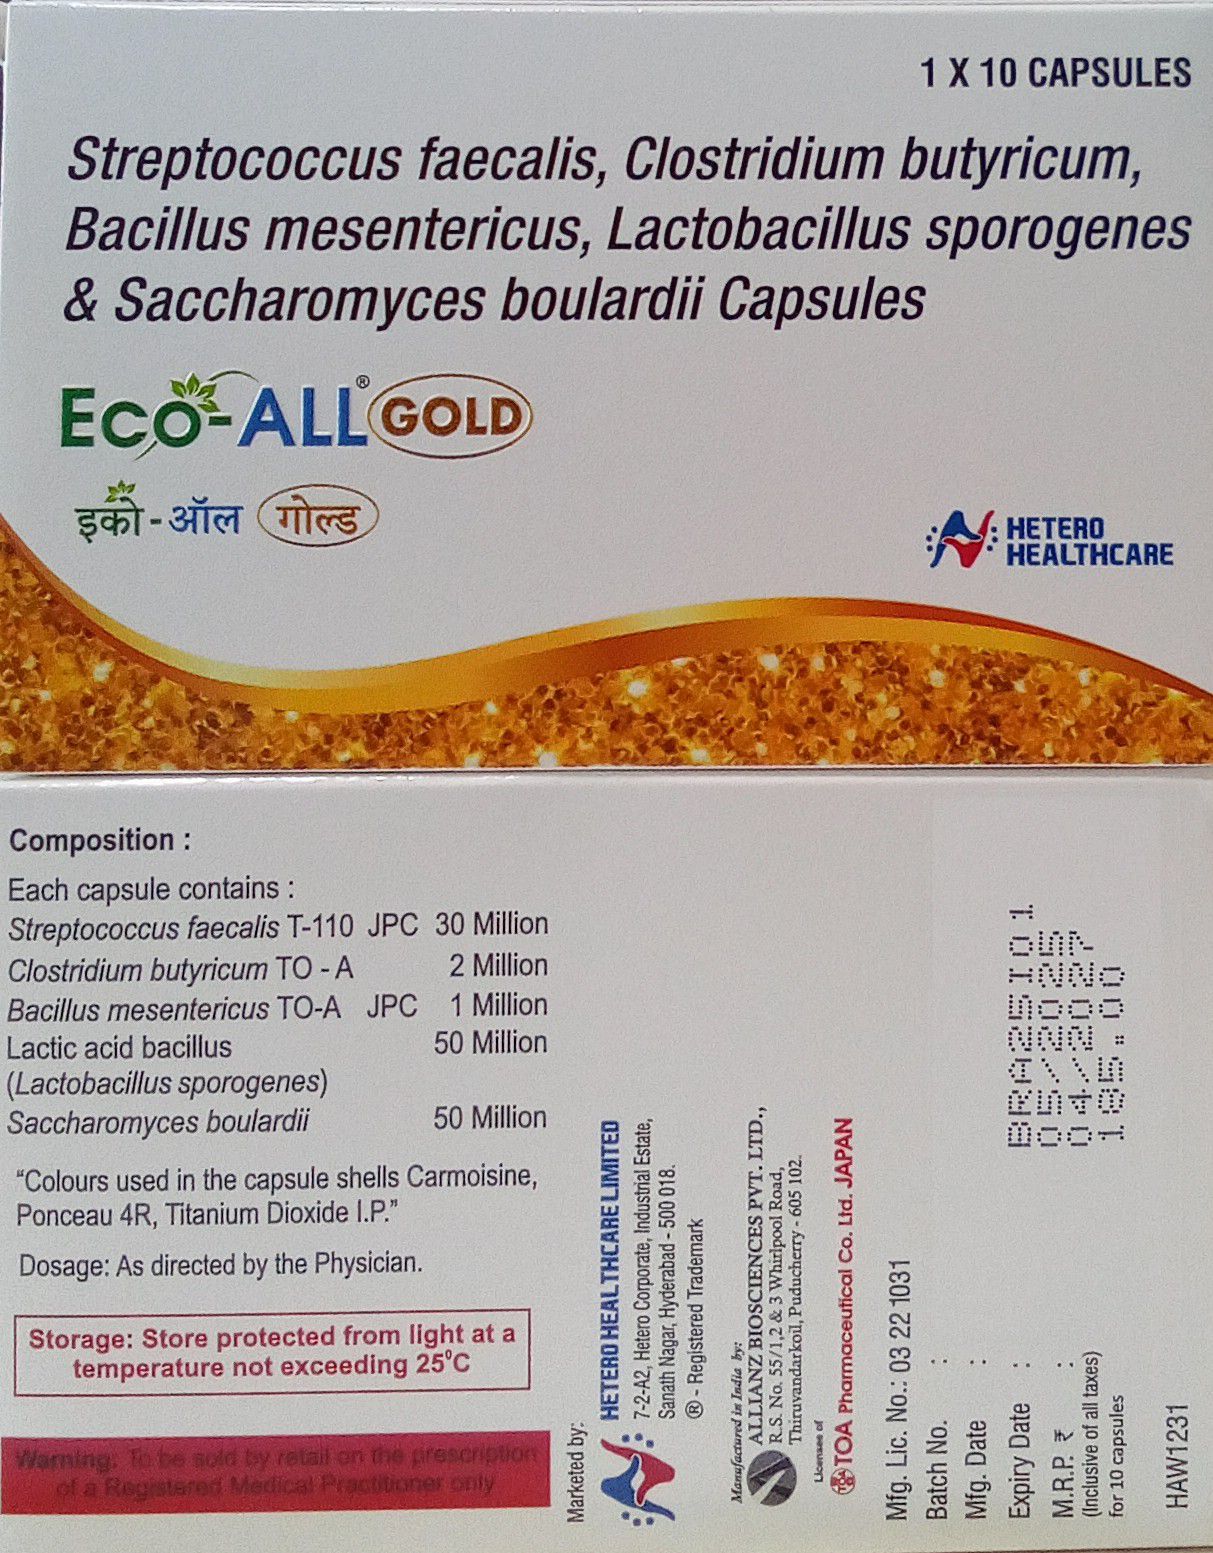 1 X 10 CAPSULES
Streptococcus faecalis, Clostridium butyricum,
Bacillus mesentericus, Lactobacillus sporogenes
& Saccharomyces boulardii Capsules
Eco-ALL® GOLD
इको-ऑल गोल्ड
HETERO
HEALTHCARE
Composition :
Each capsule contains :
Streptococcus faecalis T-110 JPC 30 Million
Clostridium butyricum TO - A 2 Million
Bacillus mesentericus TO-A JPC 1 Million
Lactic acid bacillus 50 Million
(Lactobacillus sporogenes)
Saccharomyces boulardii 50 Million
“Colours used in the capsule shells Carmoisine,
Ponceau 4R, Titanium Dioxide I.P.”
Dosage: As directed by the Physician.
Storage: Store protected from light at a
temperature not exceeding 25⁰C
Warning: To be sold by retail on the prescription
of a Registered Medical Practitioner only
Marketed by:
HETERO HEALTHCARE LIMITED
7-2-A2, Hetero Corporate, Industrial Estate,
Sanath Nagar, Hyderabad - 500 018.
® - Registered Trademark
Manufactured in India by:
ALLIANZ BIOSCIENCES PVT. LTD.,
R.S. No. 55/1,2 & 3 Whirlpool Road,
Thiruvandarkoil, Puducherry - 605 102.
Licensee of
TOA Pharmaceutical Co. Ltd. JAPAN
Mfg. Lic. No.: 03 22 1031
Batch No. : BRA25I01
Mfg. Date : 05/2025
Expiry Date : 04/2027
M.R.P. ₹ : 185.00
(Inclusive of all taxes)
for 10 capsules
HAW1231